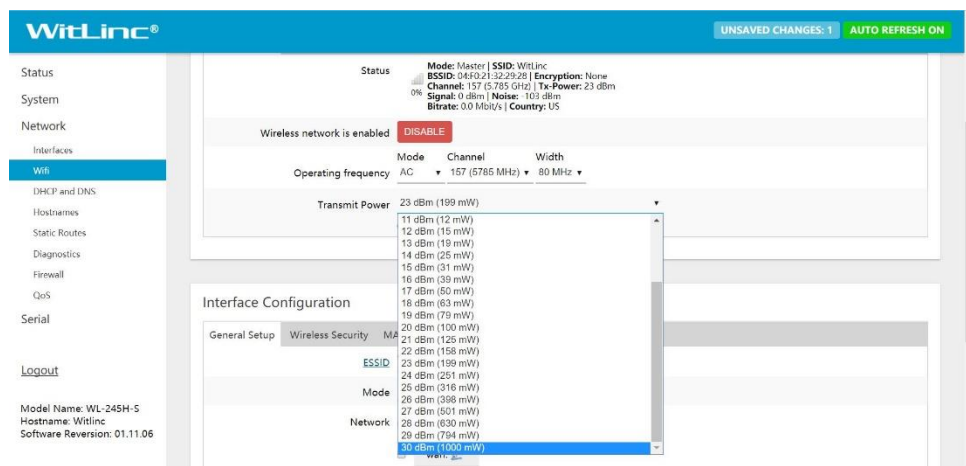 WitLinc®
UNSAVED CHANGES: 1
AUTO REFRESH ON
Status
System
Network
Interfaces
Wifi
DHCP and DNS
Hostnames
Static Routes
Diagnostics
Firewall
QoS
Serial
Logout
Model Name: WL-245H-S
Hostname: Witlinc
Software Reversion: 01.11.06
Status
0%
Mode: Master | SSID: WitLinc
BSSID: 04:F0:21:32:29:28 | Encryption: None
Channel: 157 (5.785 GHz) | Tx-Power: 23 dBm
Signal: 0 dBm | Noise: -103 dBm
Bitrate: 0.0 Mbit/s | Country: US
Wireless network is enabled DISABLE
Mode Channel Width
Operating frequency AC 157 (5785 MHz) 80 MHz
Transmit Power 23 dBm (199 mW)
11 dBm (12 mW)
12 dBm (15 mW)
13 dBm (19 mW)
14 dBm (25 mW)
15 dBm (31 mW)
16 dBm (39 mW)
17 dBm (50 mW)
18 dBm (63 mW)
19 dBm (79 mW)
20 dBm (100 mW)
21 dBm (125 mW)
22 dBm (158 mW)
23 dBm (199 mW)
24 dBm (251 mW)
25 dBm (316 mW)
26 dBm (398 mW)
27 dBm (501 mW)
28 dBm (630 mW)
29 dBm (794 mW)
30 dBm (1000 mW)
Interface Configuration
General Setup Wireless Security MA
ESSID
Mode
Network
wan: